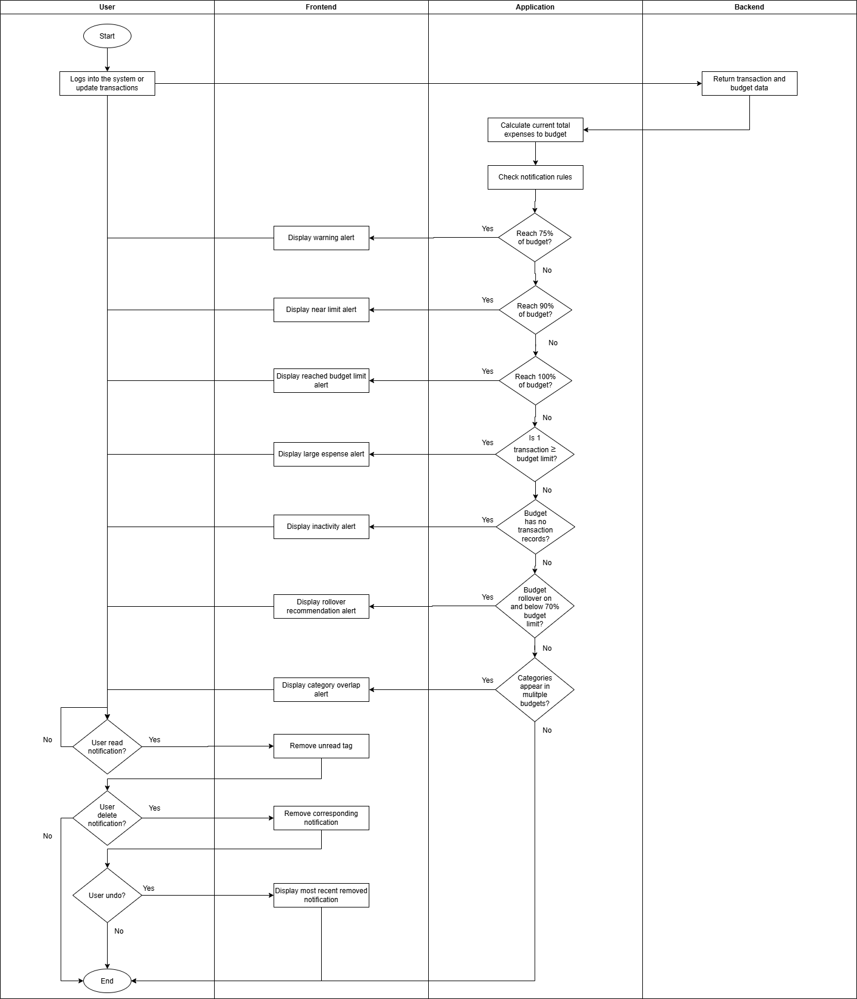 User
Frontend
Application
Backend
Start
Logs into the system or
update transactions
Return transaction and
budget data
Calculate current total
expenses to budget
Check notification rules
Reach 75%
of budget?
Yes
Display warning alert
No
Reach 90%
of budget?
Yes
Display near limit alert
No
Reach 100%
of budget?
Yes
Display reached budget limit
alert
No
Is 1
transaction ≥
budget limit?
Yes
Display large espense alert
No
Budget
has no
transaction
records?
Yes
Display inactivity alert
No
Budget
rollover on
and below 70%
budget
limit?
Yes
Display rollover
recommendation alert
No
Categories
appear in
mulitple
budgets?
Yes
Display category overlap
alert
No
User read
notification?
No
Yes
Remove unread tag
User
delete
notification?
Yes
Remove corresponding
notification
No
User undo?
Yes
Display most recent removed
notification
No
End